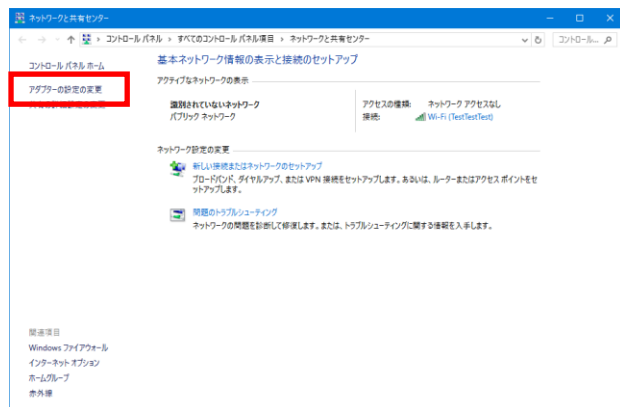 ネットワークと共有センター
コントロール パネル › すべてのコントロール パネル項目 › ネットワークと共有センター
コントロール...
コントロール パネル ホーム
アダプターの設定の変更
基本ネットワーク情報の表示と接続のセットアップ
アクティブなネットワークの表示
識別されていないネットワーク
パブリック ネットワーク
アクセスの種類: ネットワーク アクセスなし
接続: Wi-Fi (TestTestTest)
ネットワーク設定の変更
新しい接続またはネットワークのセットアップ
ブロードバンド、ダイヤルアップ、または VPN 接続をセットアップします。あるいは、ルーターまたはアクセス ポイントをセ
ットアップします。
問題のトラブルシューティング
ネットワークの問題を診断して修復します。または、トラブルシューティングに関する情報を入手します。
関連項目
Windows ファイアウォール
インターネット オプション
ホームグループ
赤外線